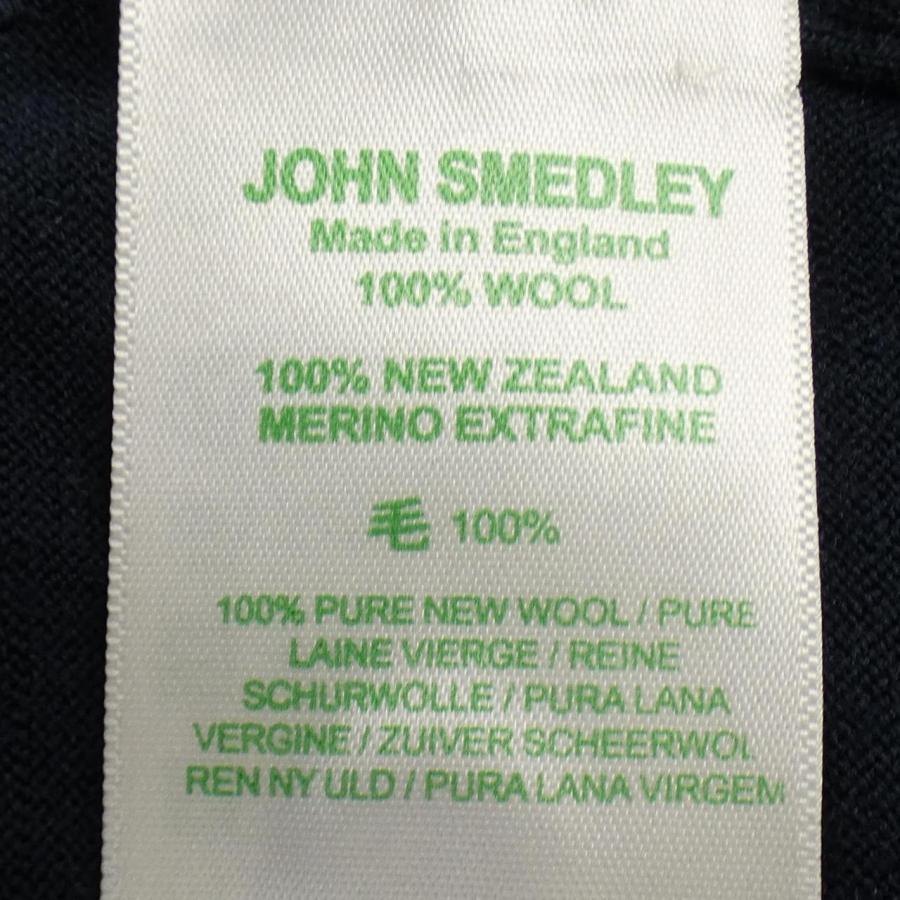 JOHN SMEDLEY
Made in England
100% WOOL
100% NEW ZEALAND
MERINO EXTRAFINE
毛 100%
100% PURE NEW WOOL / PURE
LAINE VIERGE / REINE
SCHURWOLLE / PURA LANA
VERGINE / ZUIVER SCHEERWOL
REN NY ULD / PURA LANA VIRGEM